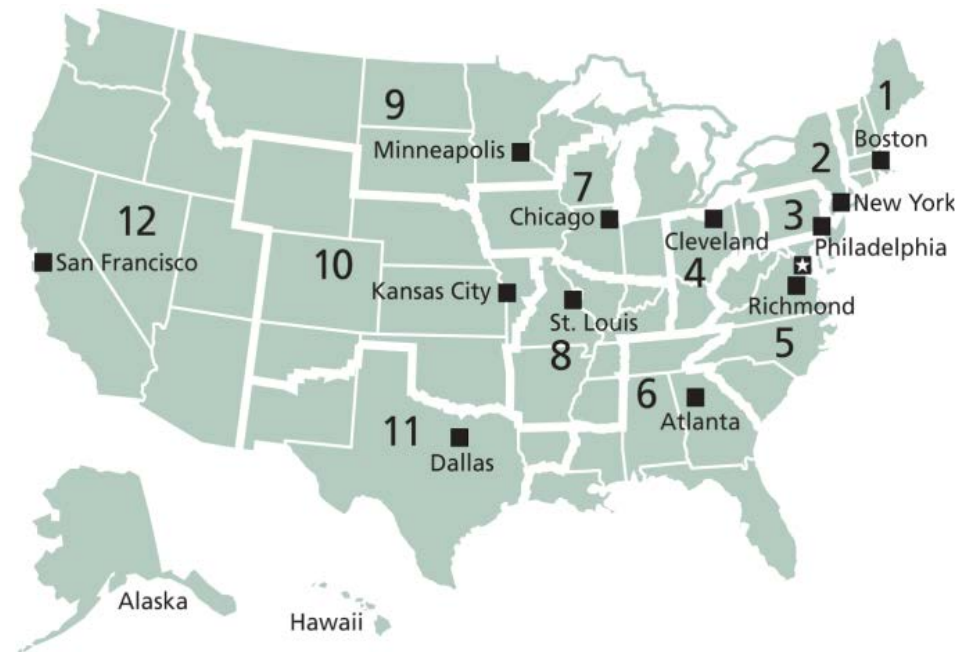 9
1
Boston
Minneapolis
2
7
New York
12
Chicago
3
Cleveland
Philadelphia
San Francisco
10
4
Kansas City
Richmond
St. Louis
5
8
6
Atlanta
11
Dallas
Alaska
Hawaii